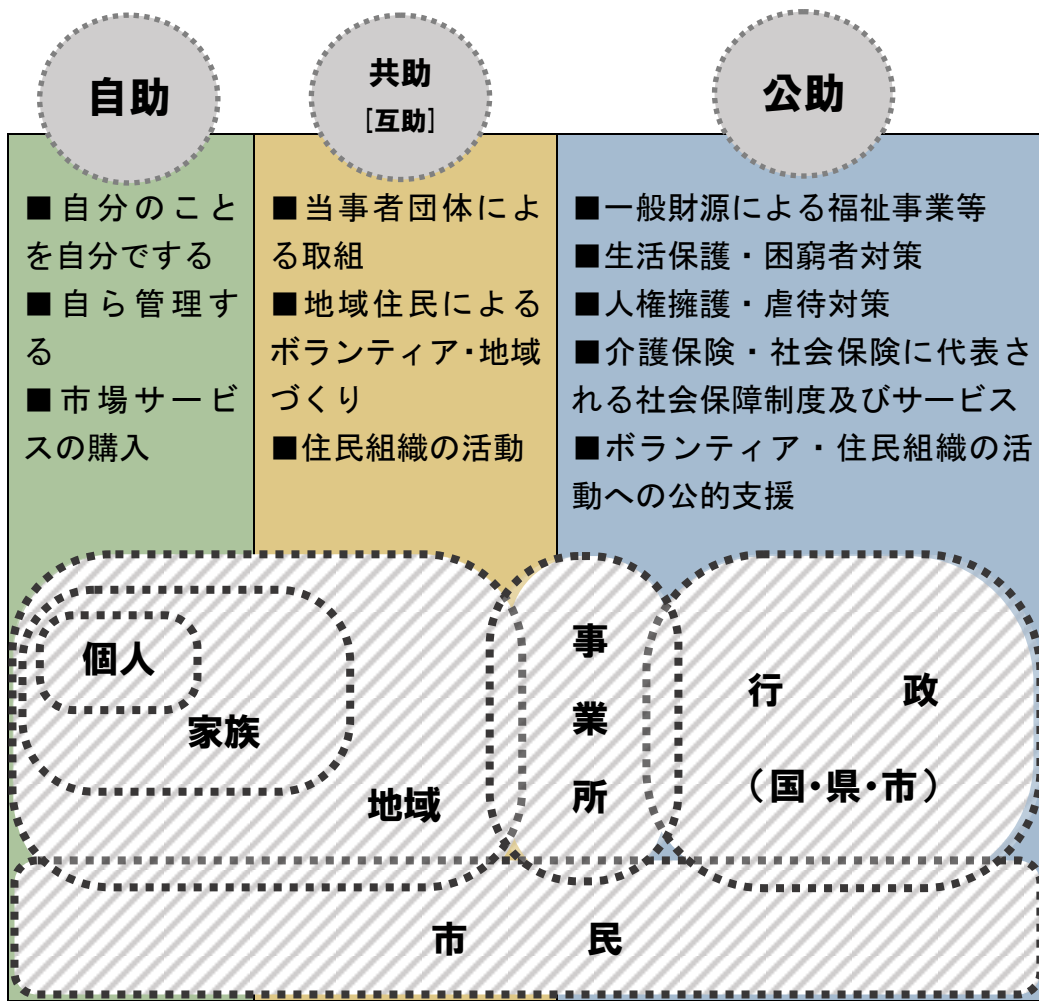 自助
共助
[互助]
公助
■自分のこと
を自分でする
■自ら管理す
る
■市場サービ
スの購入
■当事者団体によ
る取組
■地域住民による
ボランティア・地域
づくり
■住民組織の活動
■一般財源による福祉事業等
■生活保護・困窮者対策
■人権擁護・虐待対策
■介護保険・社会保険に代表さ
れる社会保障制度及びサービス
■ボランティア・住民組織の活
動への公的支援
個人
家族
地域
事
業
所
行政
（国・県・市）
市民